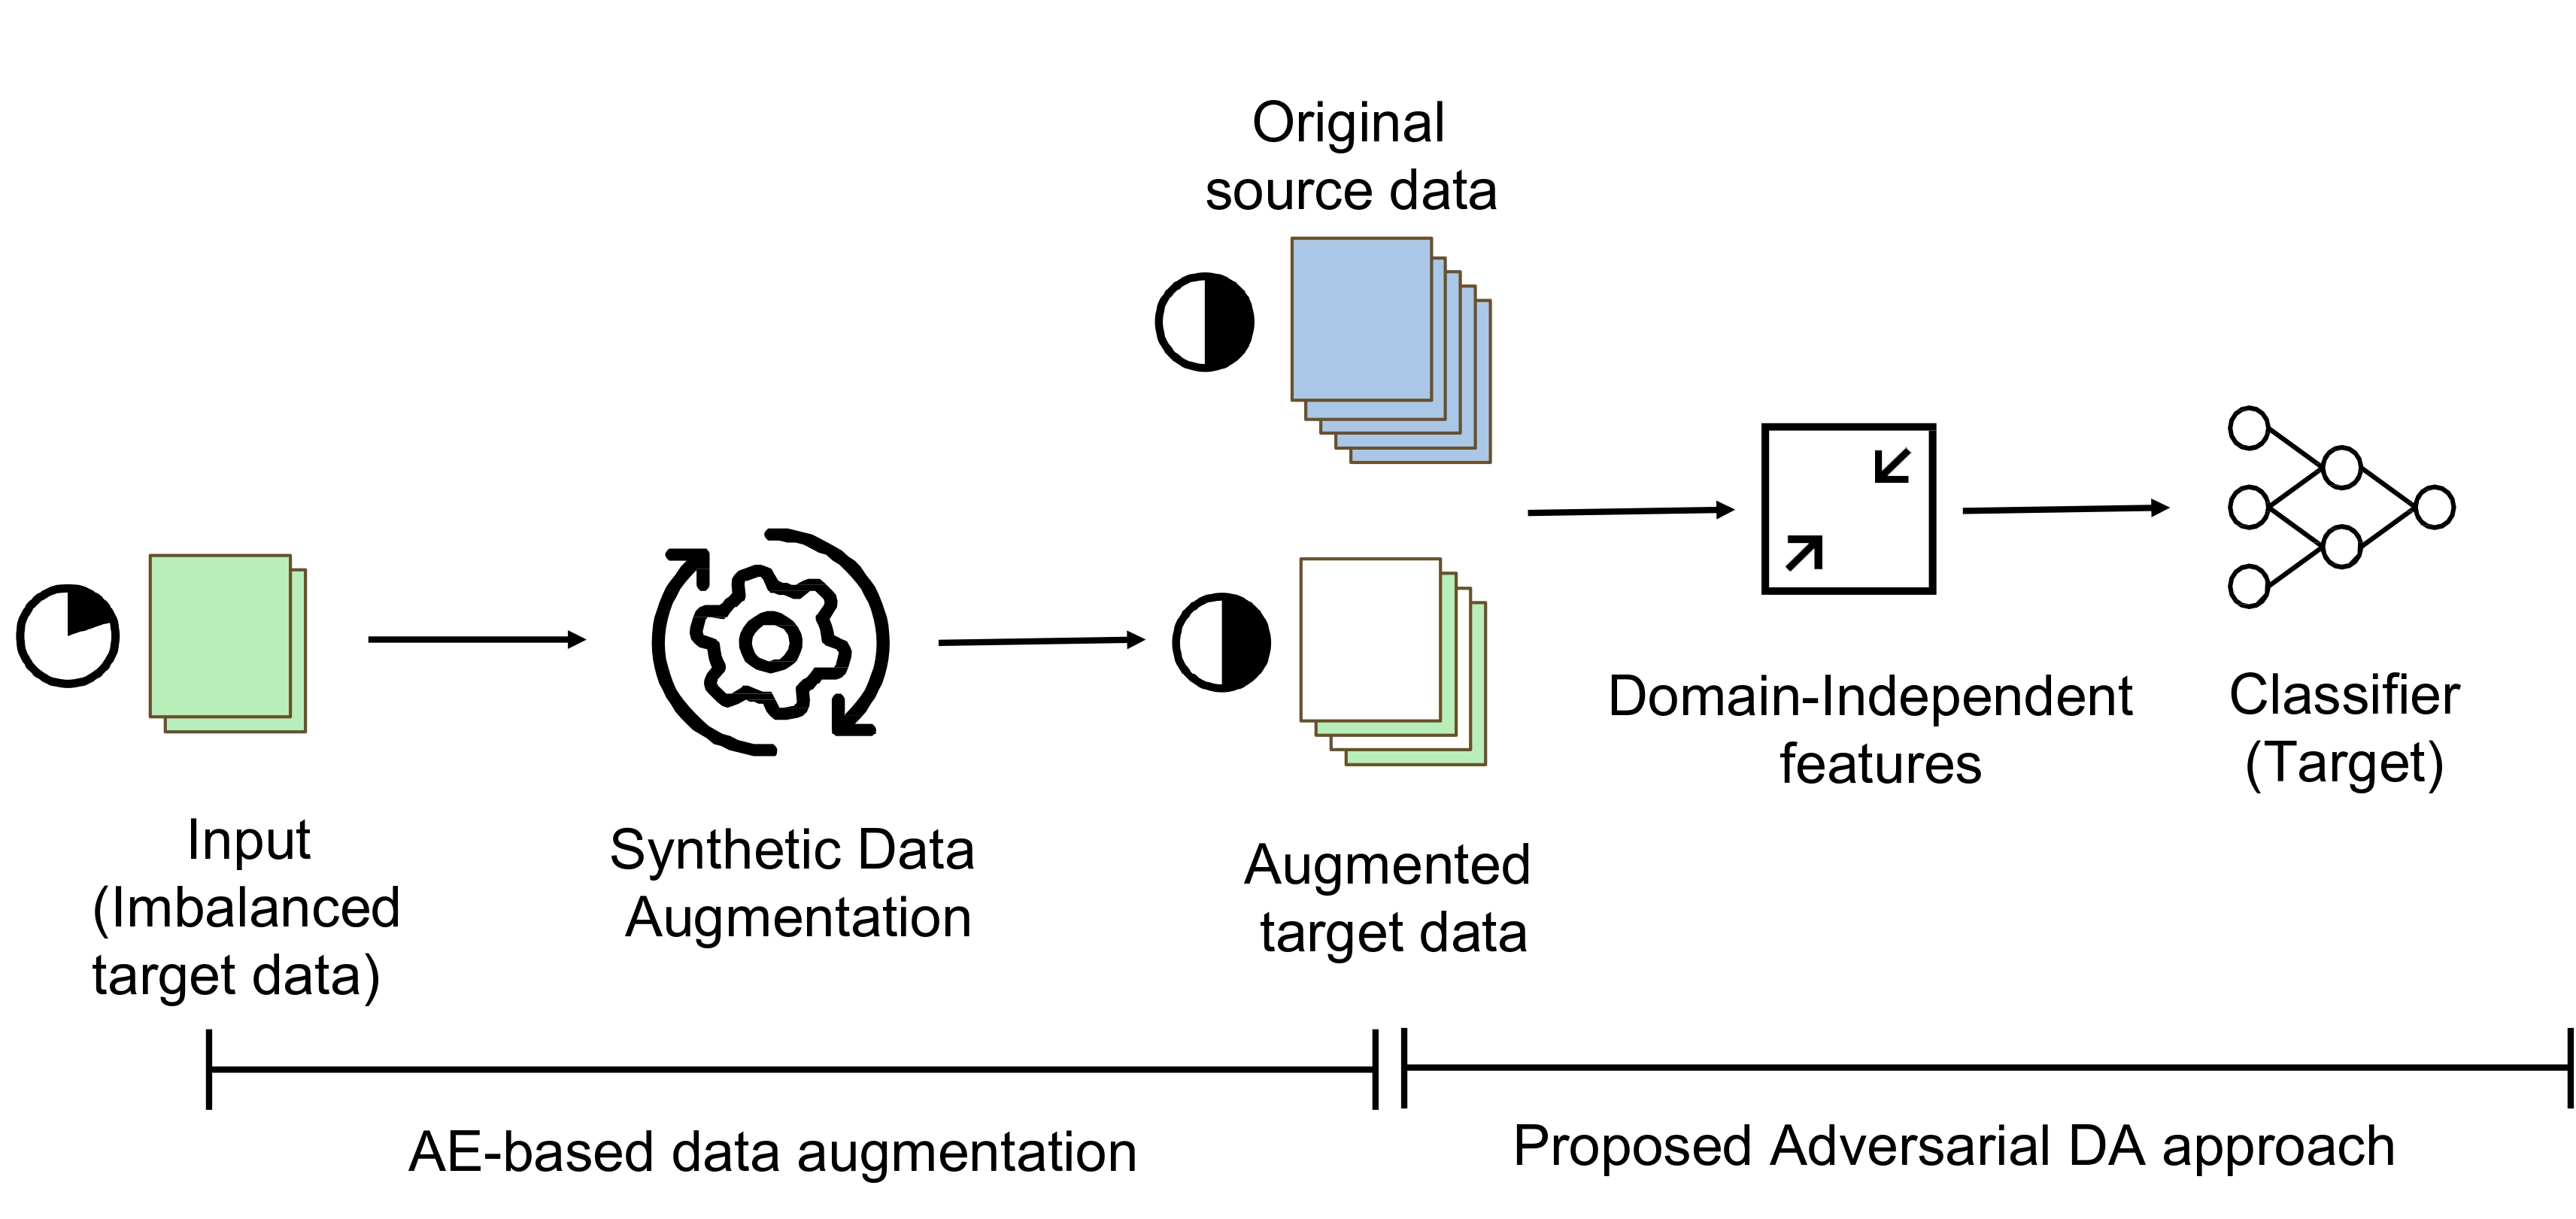 Original
source data
Input
(Imbalanced
target data)
Synthetic Data
Augmentation
Augmented
target data
Domain-Independent
features
Classifier
(Target)
AE-based data augmentation
Proposed Adversarial DA approach